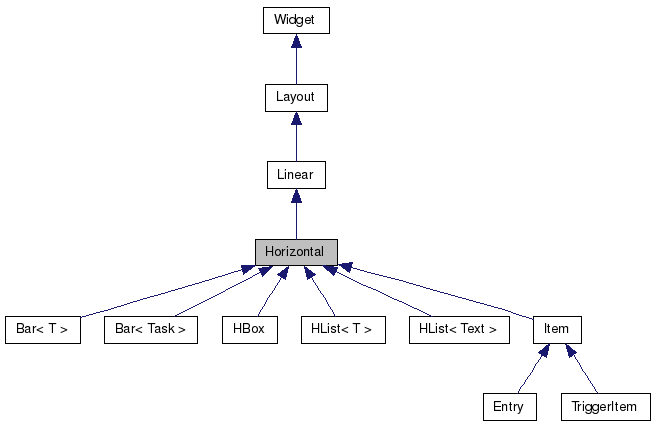 Widget
Layout
Linear
Horizontal
Bar< T >
Bar< Task >
HBox
HList< T >
HList< Text >
Item
Entry
TriggerItem